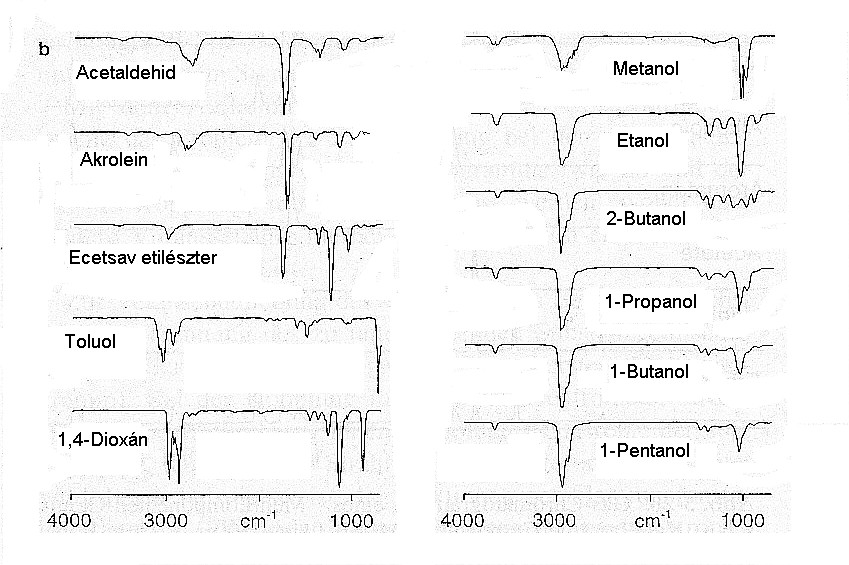 b
Acetaldehid
Akrolein
Ecetsav etilészter
Toluol
1,4-Dioxán
4000 3000 cm-1 1000
Metanol
Etanol
2-Butanol
1-Propanol
1-Butanol
1-Pentanol
4000 3000 cm-1 1000